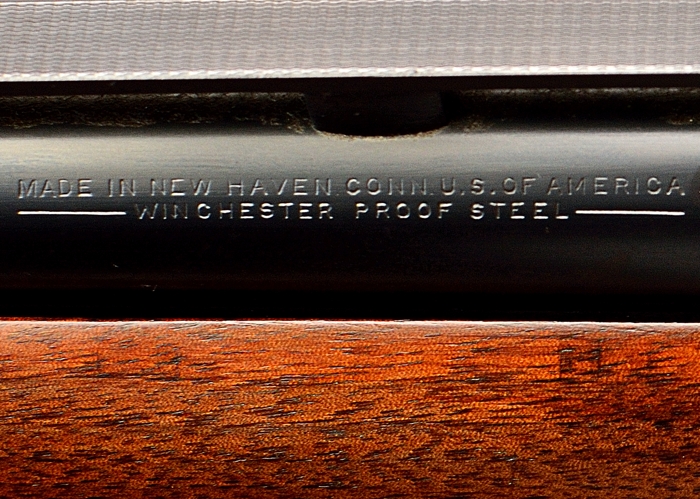 MADE IN NEW HAVEN.CONN.U.S.OF AMERICA
WINCHESTER PROOF STEEL